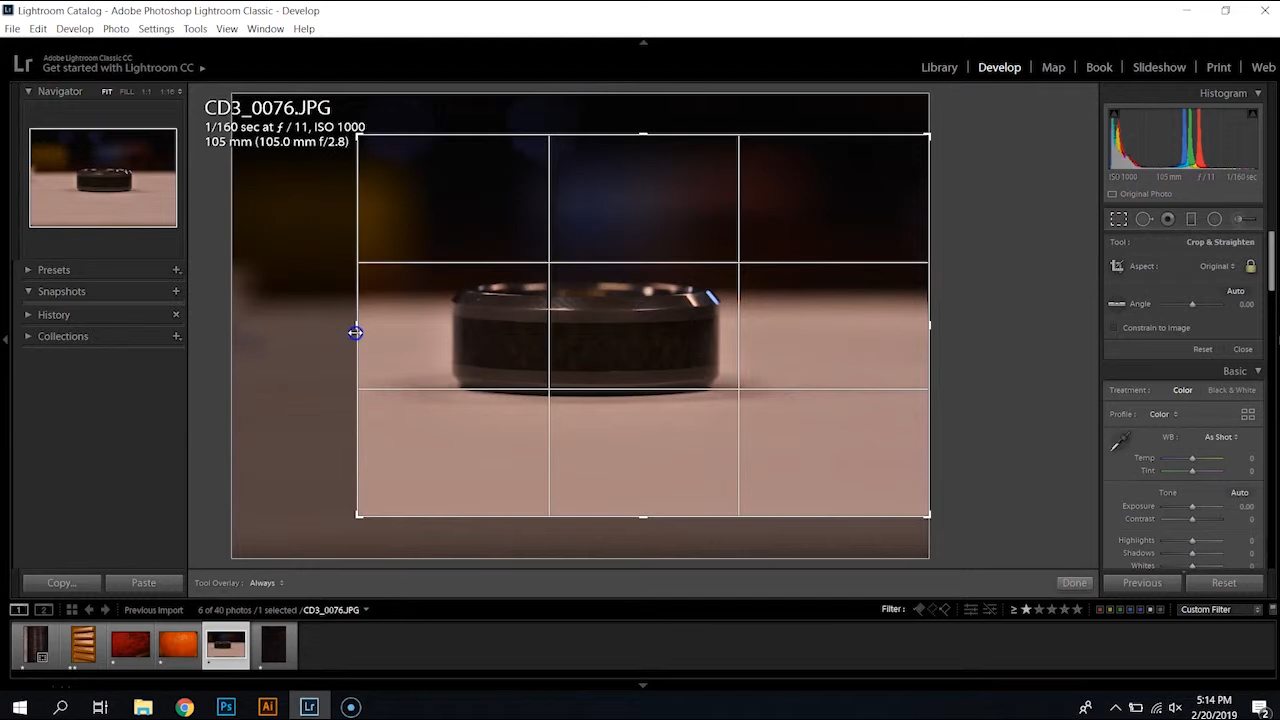 Lightroom Catalog - Adobe Photoshop Lightroom Classic - Develop
File Edit Develop Photo Settings Tools View Window Help
Lr
Adobe Lightroom Classic CC
Get started with Lightroom CC
Library Develop Map Book Slideshow Print Web
Navigator FIT FILL 1:1 1:16
Presets
Snapshots
History
Collections
Copy... Paste
CD3_0076.JPG
1/160 sec at ƒ / 11, ISO 1000
105 mm (105.0 mm f/2.8)
Tool Overlay: Always
Done
Histogram
ISO 1000 105 mm ƒ / 11 1/160 sec
Original Photo
Tool: Crop & Straighten
Aspect: Original
Auto
Angle 0.00
Constrain to Image
Reset Close
Basic
Treatment: Color Black & White
Profile: Color
WB: As Shot
Temp 0
Tint 0
Tone Auto
Exposure 0.00
Contrast 0
Highlights 0
Shadows 0
Whites 0
Previous Reset
1 2 Previous Import 6 of 40 photos /1 selected /CD3_0076.JPG
Filter: ≥ Custom Filter
Ps Ai Lr
5:14 PM
2/20/2019
2